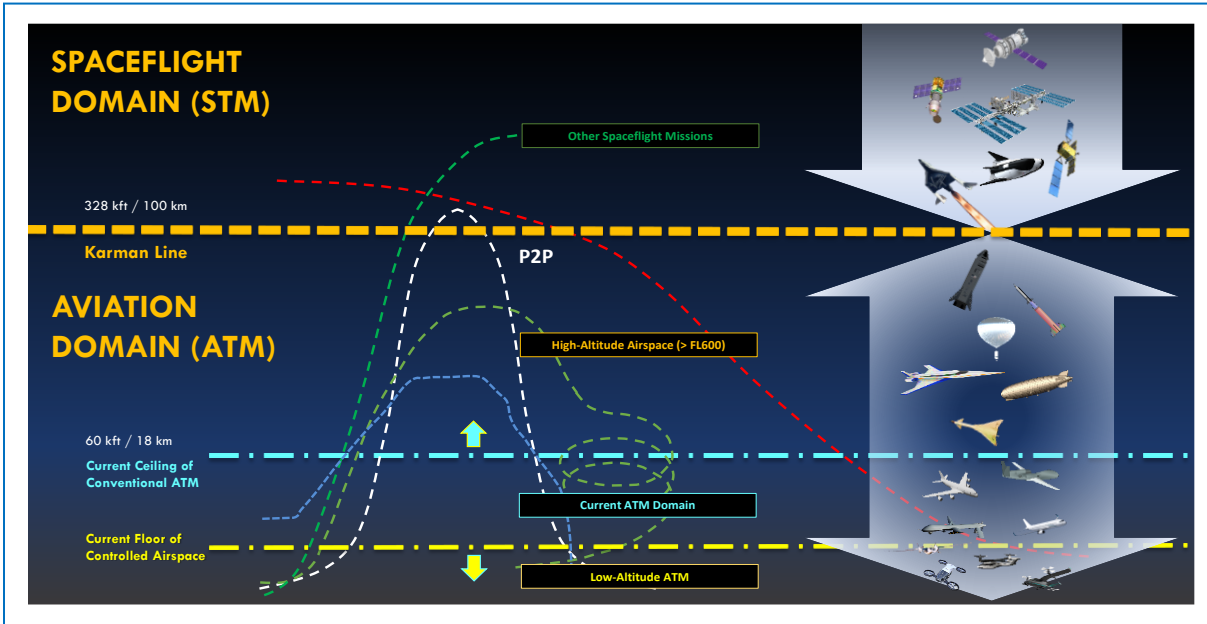 SPACEFLIGHT
DOMAIN (STM)
Other Spaceflight Missions
328 kft / 100 km
Karman Line
P2P
AVIATION
DOMAIN (ATM)
High-Altitude Airspace (> FL600)
60 kft / 18 km
Current Ceiling of
Conventional ATM
Current ATM Domain
Current Floor of
Controlled Airspace
Low-Altitude ATM